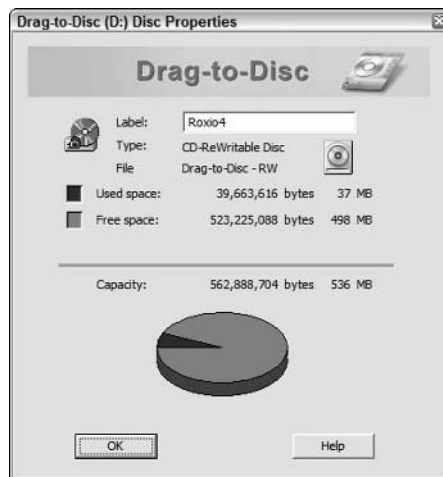 Drag-to-Disc (D:) Disc Properties
Drag-to-Disc
Label: Roxio4
Type: CD-ReWritable Disc
File Drag-to-Disc - RW
Used space: 39,663,616 bytes 37 MB
Free space: 523,225,088 bytes 498 MB
Capacity: 562,888,704 bytes 536 MB
OK Help